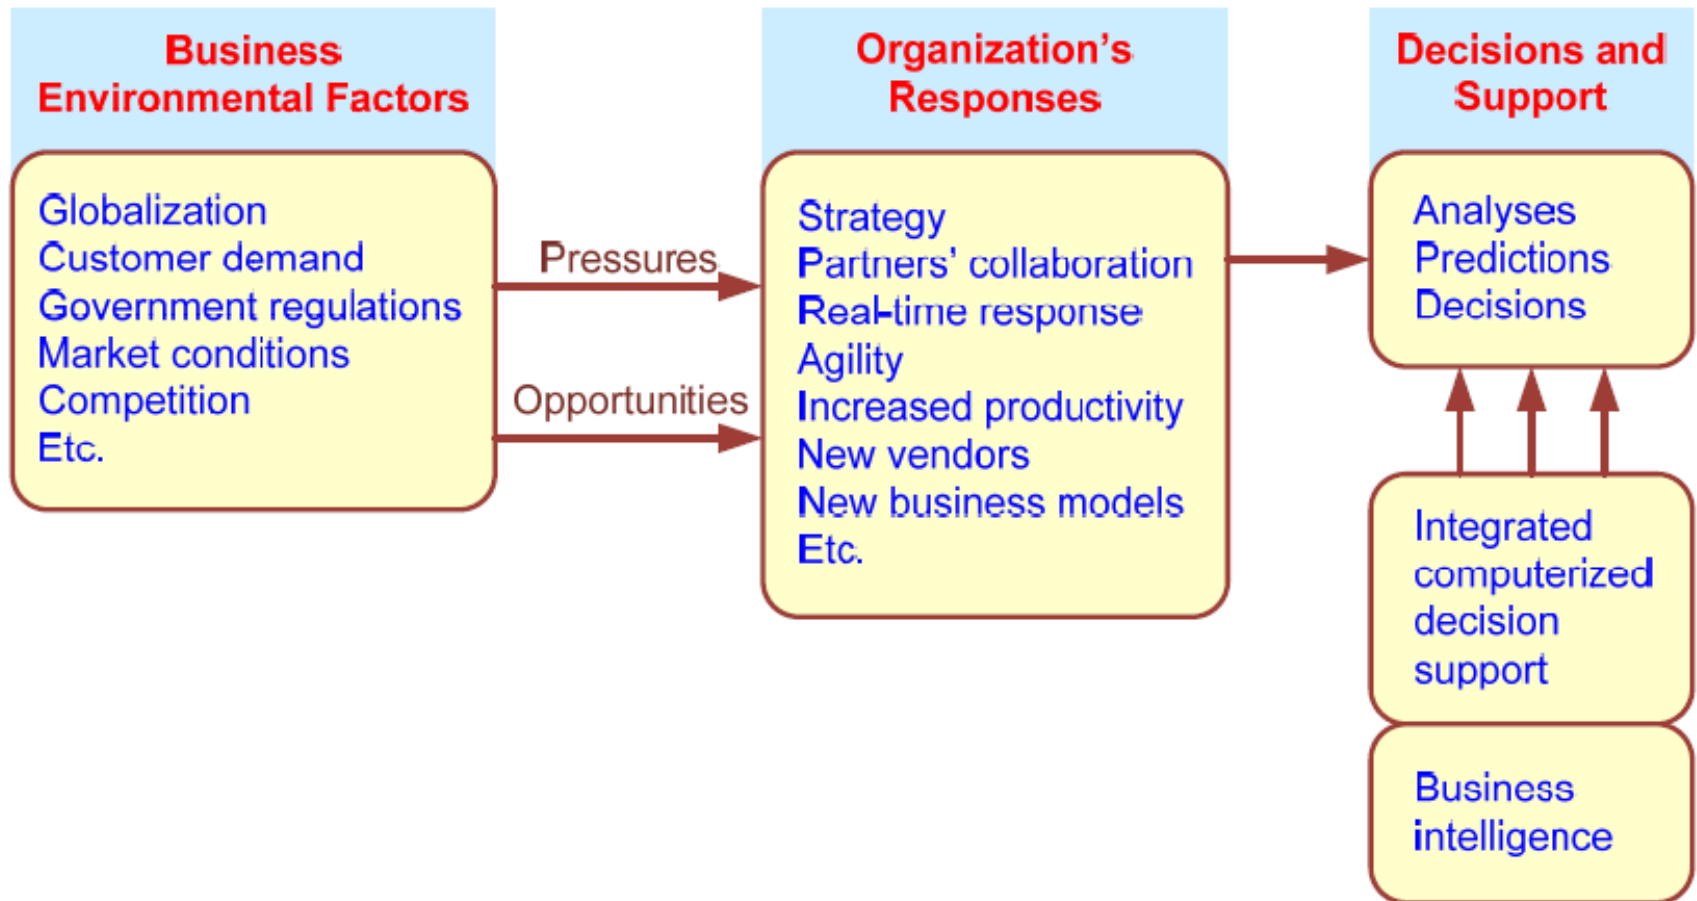 Business
Environmental Factors
Globalization
Customer demand
Government regulations
Market conditions
Competition
Etc.
Pressures
Opportunities
Organization's
Responses
Strategy
Partners' collaboration
Real-time response
Agility
Increased productivity
New vendors
New business models
Etc.
Decisions and
Support
Analyses
Predictions
Decisions
Integrated
computerized
decision
support
Business
intelligence